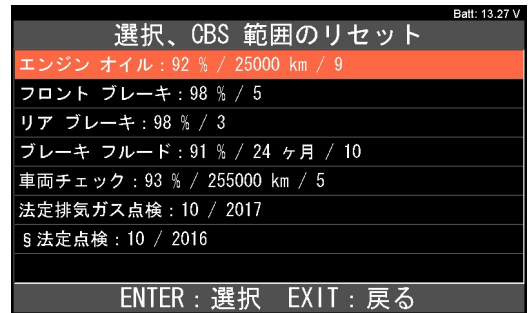 Batt: 13.27 V
選択、CBS 範囲のリセット
エンジン オイル：92 % / 25000 km / 9
フロント ブレーキ：98 % / 5
リア ブレーキ：98 % / 3
ブレーキ フルード：91 % / 24 ヶ月 / 10
車両チェック：93 % / 255000 km / 5
法定排気ガス点検：10 / 2017
§法定点検：10 / 2016
ENTER：選択 EXIT：戻る